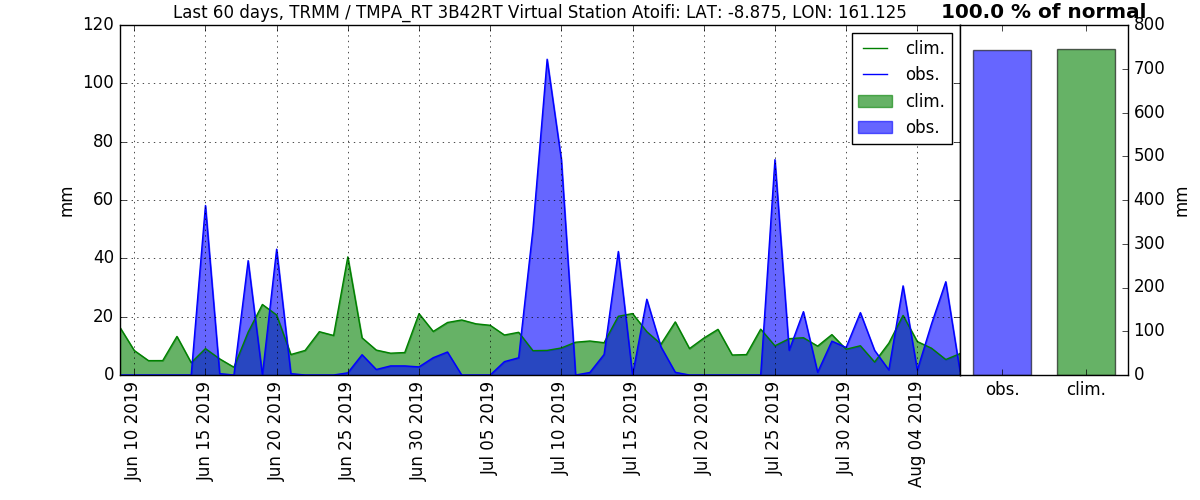 Last 60 days, TRMM / TMPA_RT 3B42RT Virtual Station Atoifi: LAT: -8.875, LON: 161.125
100.0 % of normal
120
100
80
60
40
20
0
mm
clim.
obs.
clim.
obs.
800
700
600
500
400
300
200
100
0
mm
Jun 10 2019
Jun 15 2019
Jun 20 2019
Jun 25 2019
Jun 30 2019
Jul 05 2019
Jul 10 2019
Jul 15 2019
Jul 20 2019
Jul 25 2019
Jul 30 2019
Aug 04 2019
obs.
clim.